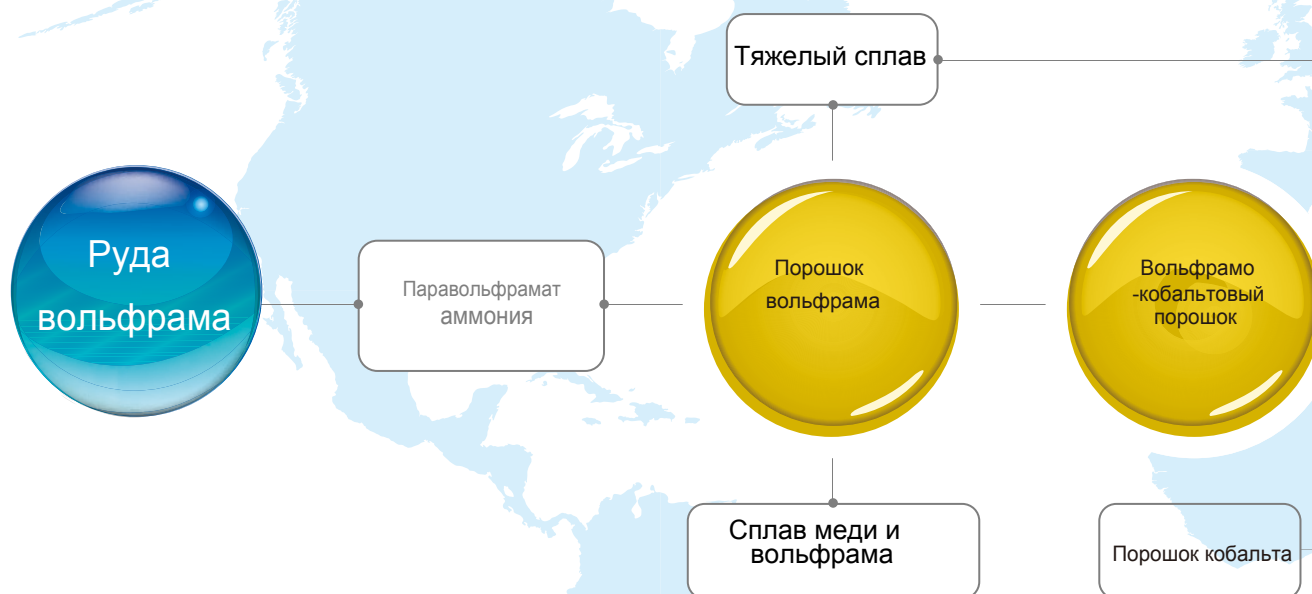 Тяжелый сплав
Руда
вольфрама
Паравольфрамат
аммония
Порошок
вольфрама
Вольфрамо
-кобальтовый
порошок
Сплав меди и
вольфрама
Порошок кобальта